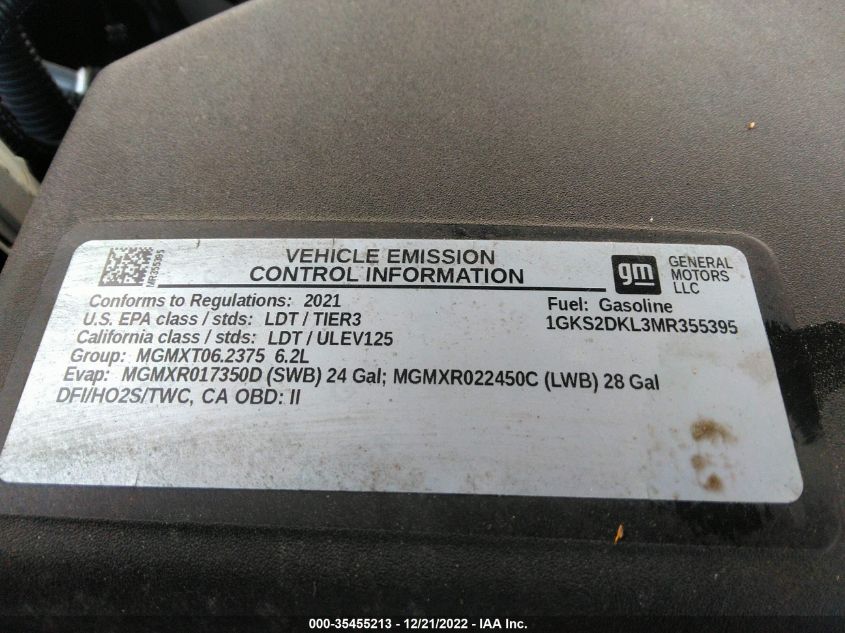 MR355395
VEHICLE EMISSION
CONTROL INFORMATION
gm
GENERAL
MOTORS
LLC
Conforms to Regulations: 2021
U.S. EPA class / stds: LDT / TIER3
California class / stds: LDT / ULEV125
Group: MGMXT06.2375 6.2L
Evap: MGMXR017350D (SWB) 24 Gal; MGMXR022450C (LWB) 28 Gal
DFI/HO2S/TWC, CA OBD: II
Fuel: Gasoline
1GKS2DKL3MR355395
000-35455213 - 12/21/2022 - IAA Inc.